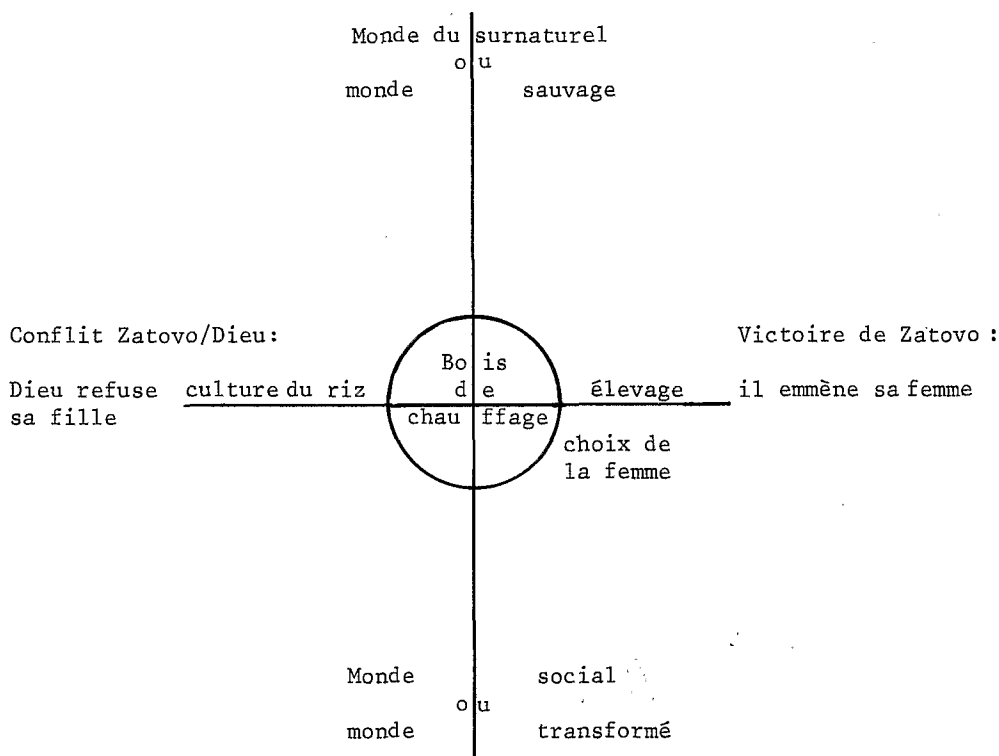 Monde du surnaturel
ou
monde sauvage
Conflit Zatovo/Dieu:
Dieu refuse
sa fille
culture du riz
Bois
de
chauffage
élevage
choix de
la femme
Victoire de Zatovo :
il emmène sa femme
Monde social
ou
monde transformé